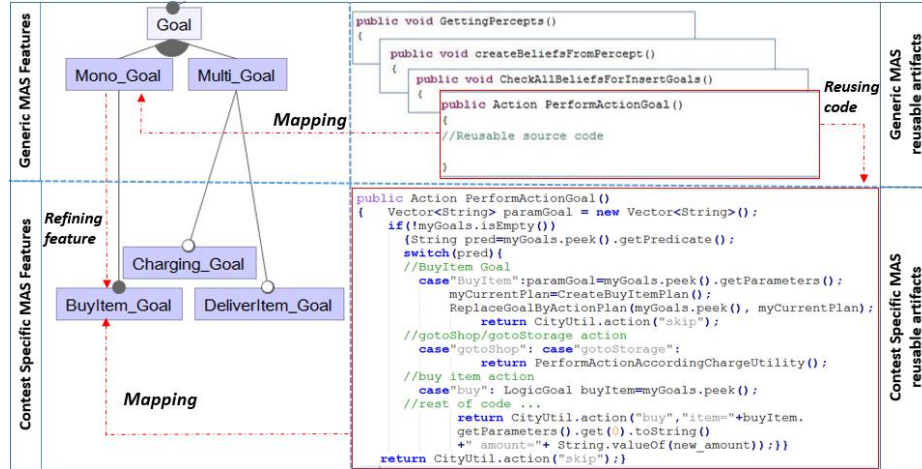 Generic MAS Features
Goal
Mono_Goal
Multi_Goal
Mapping
public void GettingPercepts()
{
public void createBeliefsFromPercept()
{
public void CheckAllBeliefsForInsertGoals()
{
public Action PerformActionGoal()
{
//Reusable source code
}
Reusing
code
Generic MAS
reusable artifacts
Contest Specific MAS Features
Refining
feature
Charging_Goal
BuyItem_Goal
DeliverItem_Goal
Mapping
public Action PerformActionGoal()
{ Vector<String> paramGoal = new Vector<String>();
if(!myGoals.isEmpty())
{String pred=myGoals.peek().getPredicate();
switch(pred){
//BuyItem Goal
case"BuyItem":paramGoal=myGoals.peek().getParameters();
myCurrentPlan=CreateBuyItemPlan();
ReplaceGoalByActionPlan(myGoals.peek(), myCurrentPlan);
return CityUtil.action("skip");
//gotoShop/gotoStorage action
case"gotoShop": case"gotoStorage":
return PerformActionAccordingChargeUtility();
//buy item action
case"buy": LogicGoal buyItem=myGoals.peek();
//rest of code ...
return CityUtil.action("buy","item="+buyItem.
getParameters().get(0).toString()
+" amount="+ String.valueOf(new_amount));}}
return CityUtil.action("skip");}
Contest Specific MAS
reusable artifacts